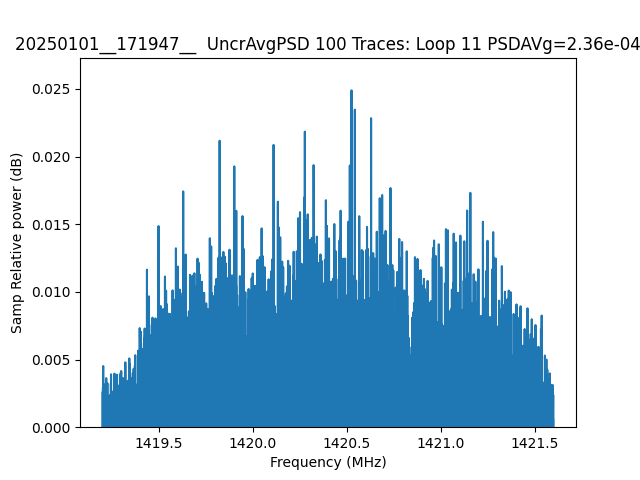 20250101__171947__ UncrAvgPSD 100 Traces: Loop 11 PSDAVg=2.36e-04
0.025
0.020
0.015
0.010
0.005
0.000
Samp Relative power (dB)
1419.5 1420.0 1420.5 1421.0 1421.5
Frequency (MHz)